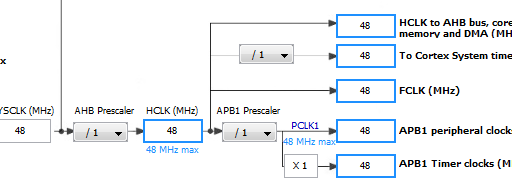 48
HCLK to AHB bus, core
memory and DMA (MH
/ 1
48
To Cortex System time
x
48
FCLK (MHz)
YSCLK (MHz)
AHB Prescaler
HCLK (MHz)
APB1 Prescaler
48
/ 1
48
/ 1
PCLK1
48
APB1 peripheral clocks
48 MHz max
48 MHz max
X 1
48
APB1 Timer clocks (M